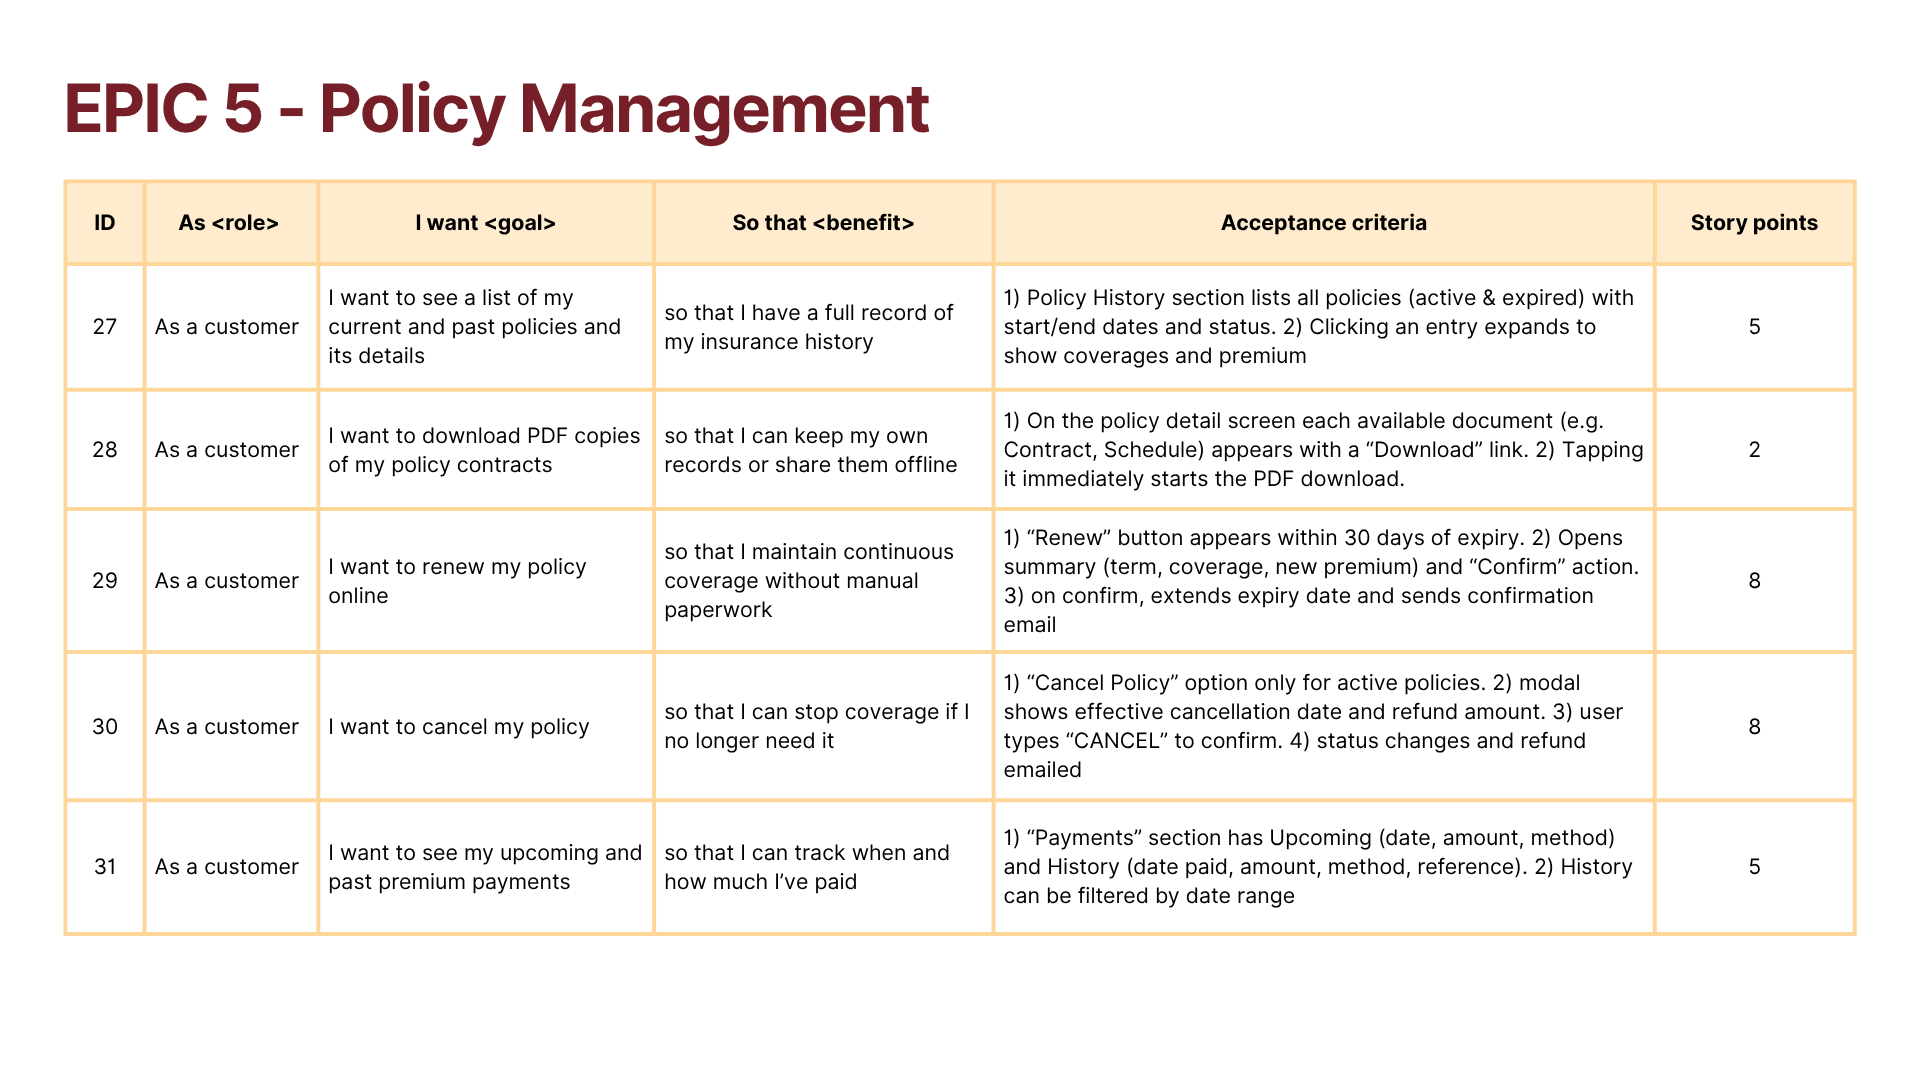 EPIC 5 - Policy Management
ID
As <role>
I want <goal>
So that <benefit>
Acceptance criteria
Story points
27
As a customer
I want to see a list of my
current and past policies and
its details
so that I have a full record of
my insurance history
1) Policy History section lists all policies (active & expired) with
start/end dates and status. 2) Clicking an entry expands to
show coverages and premium
5
28
As a customer
I want to download PDF copies
of my policy contracts
so that I can keep my own
records or share them offline
1) On the policy detail screen each available document (e.g.
Contract, Schedule) appears with a “Download” link. 2) Tapping
it immediately starts the PDF download.
2
29
As a customer
I want to renew my policy
online
so that I maintain continuous
coverage without manual
paperwork
1) “Renew” button appears within 30 days of expiry. 2) Opens
summary (term, coverage, new premium) and “Confirm” action.
3) on confirm, extends expiry date and sends confirmation
email
8
30
As a customer
I want to cancel my policy
so that I can stop coverage if I
no longer need it
1) “Cancel Policy” option only for active policies. 2) modal
shows effective cancellation date and refund amount. 3) user
types “CANCEL” to confirm. 4) status changes and refund
emailed
8
31
As a customer
I want to see my upcoming and
past premium payments
so that I can track when and
how much I’ve paid
1) “Payments” section has Upcoming (date, amount, method)
and History (date paid, amount, method, reference). 2) History
can be filtered by date range
5